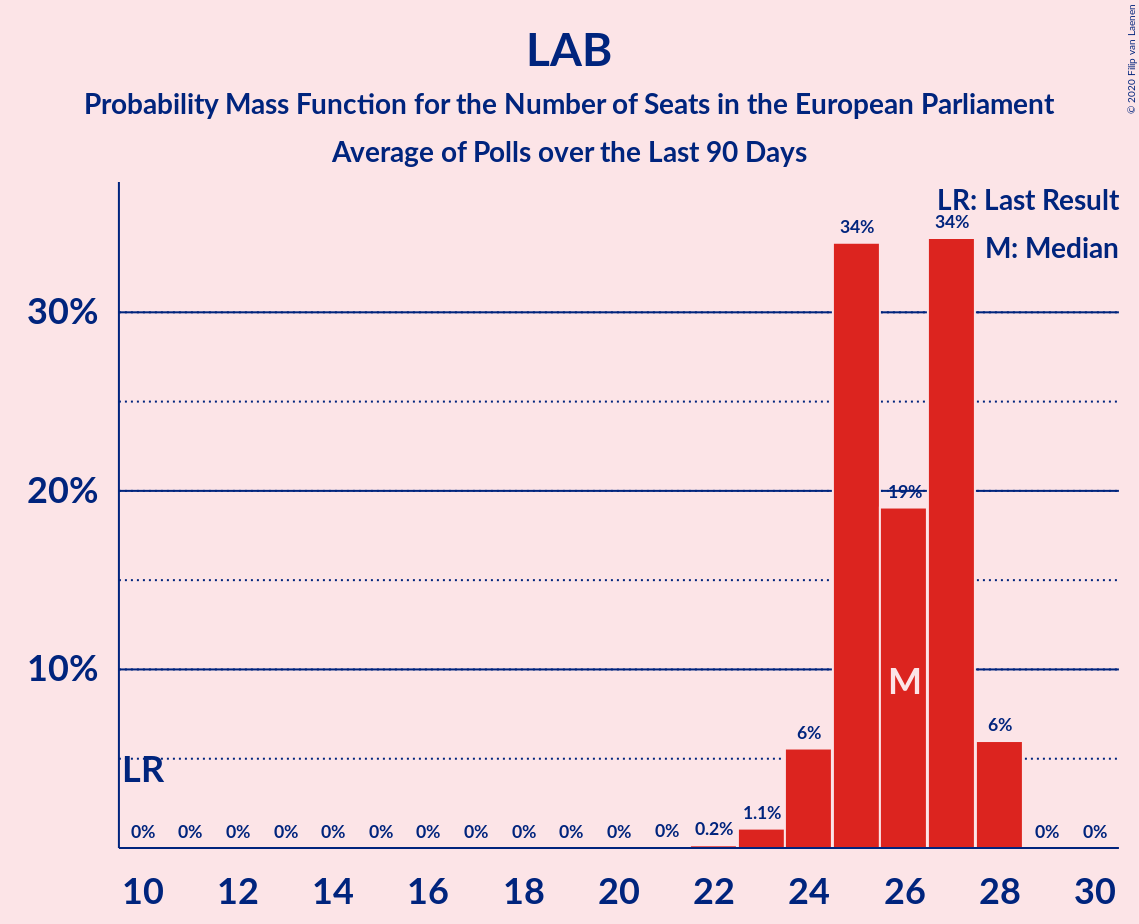 LAB
Probability Mass Function for the Number of Seats in the European Parliament
Average of Polls over the Last 90 Days
© 2020 Filip van Laenen
LR: Last Result
M: Median
34%
34%
30%
20%
19%
10%
M
6%
6%
LR
0% 0% 0% 0% 0% 0% 0% 0% 0% 0% 0% 0% 0.2% 1.1% 0% 0%
10 12 14 16 18 20 22 24 26 28 30